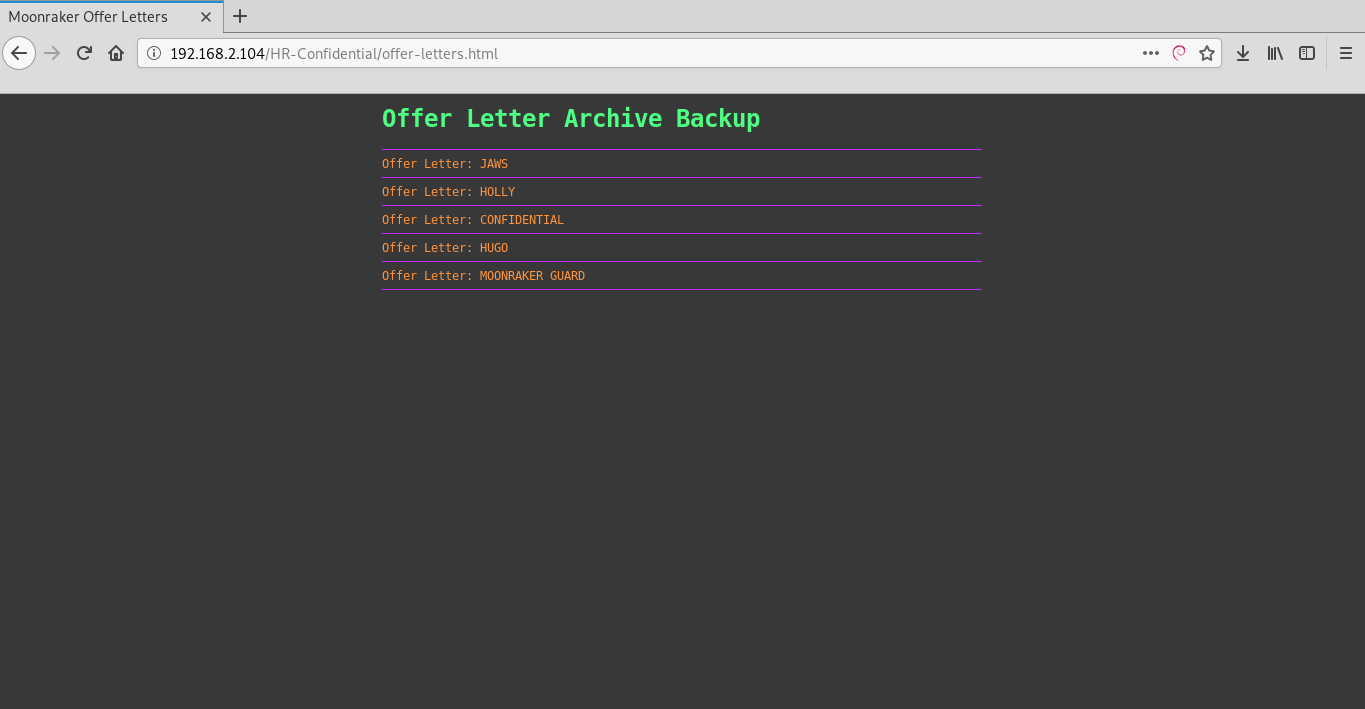 Moonraker Offer Letters
192.168.2.104/HR-Confidential/offer-letters.html
Offer Letter Archive Backup
Offer Letter: JAWS
Offer Letter: HOLLY
Offer Letter: CONFIDENTIAL
Offer Letter: HUGO
Offer Letter: MOONRAKER GUARD